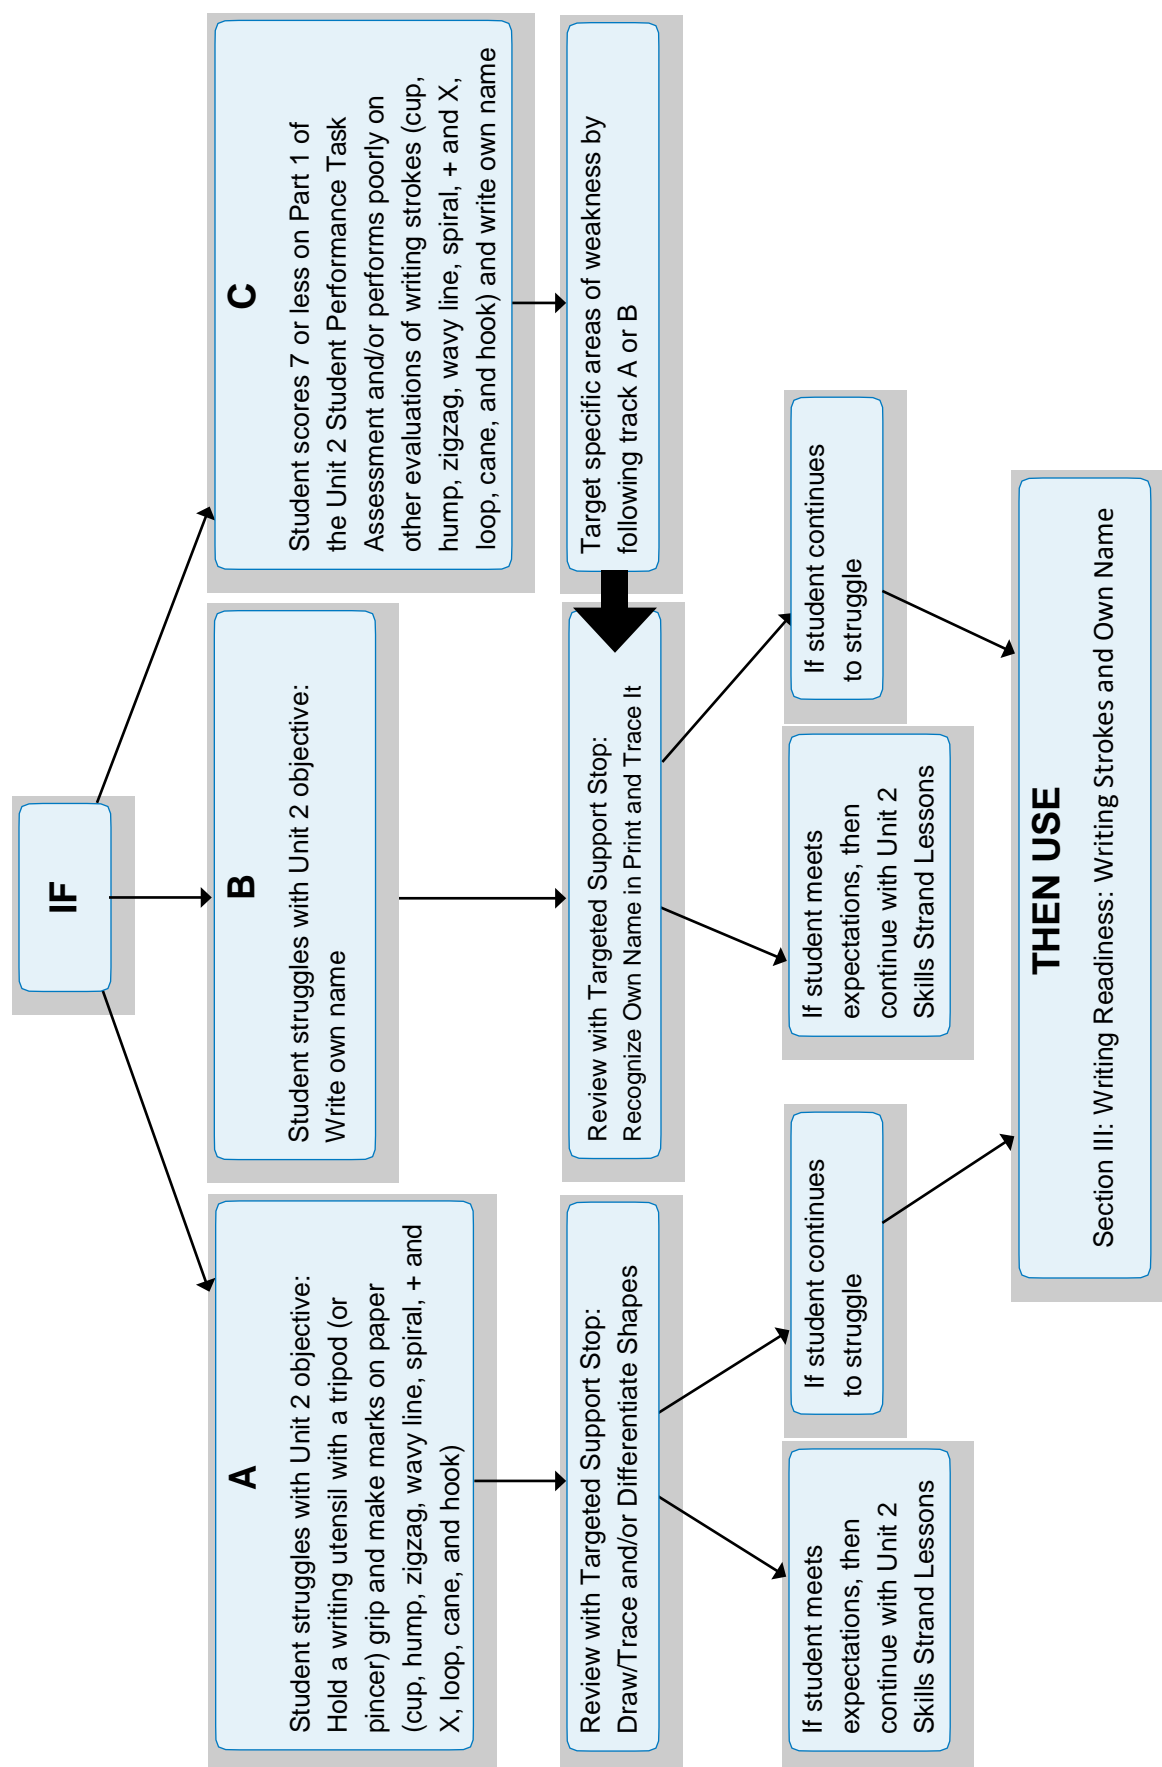 IF
A
Student struggles with Unit 2 objective:
Hold a writing utensil with a tripod (or
pincer) grip and make marks on paper
(cup, hump, zigzag, wavy line, spiral, + and
X, loop, cane, and hook)
B
Student struggles with Unit 2 objective:
Write own name
C
Student scores 7 or less on Part 1 of
the Unit 2 Student Performance Task
Assessment and/or performs poorly on
other evaluations of writing strokes (cup,
hump, zigzag, wavy line, spiral, + and X,
loop, cane, and hook) and write own name
Review with Targeted Support Stop:
Draw/Trace and/or Differentiate Shapes
Review with Targeted Support Stop:
Recognize Own Name in Print and Trace It
Target specific areas of weakness by
following track A or B
If student meets
expectations, then
continue with Unit 2
Skills Strand Lessons
If student continues
to struggle
If student meets
expectations, then
continue with Unit 2
Skills Strand Lessons
If student continues
to struggle
THEN USE
Section III: Writing Readiness: Writing Strokes and Own Name